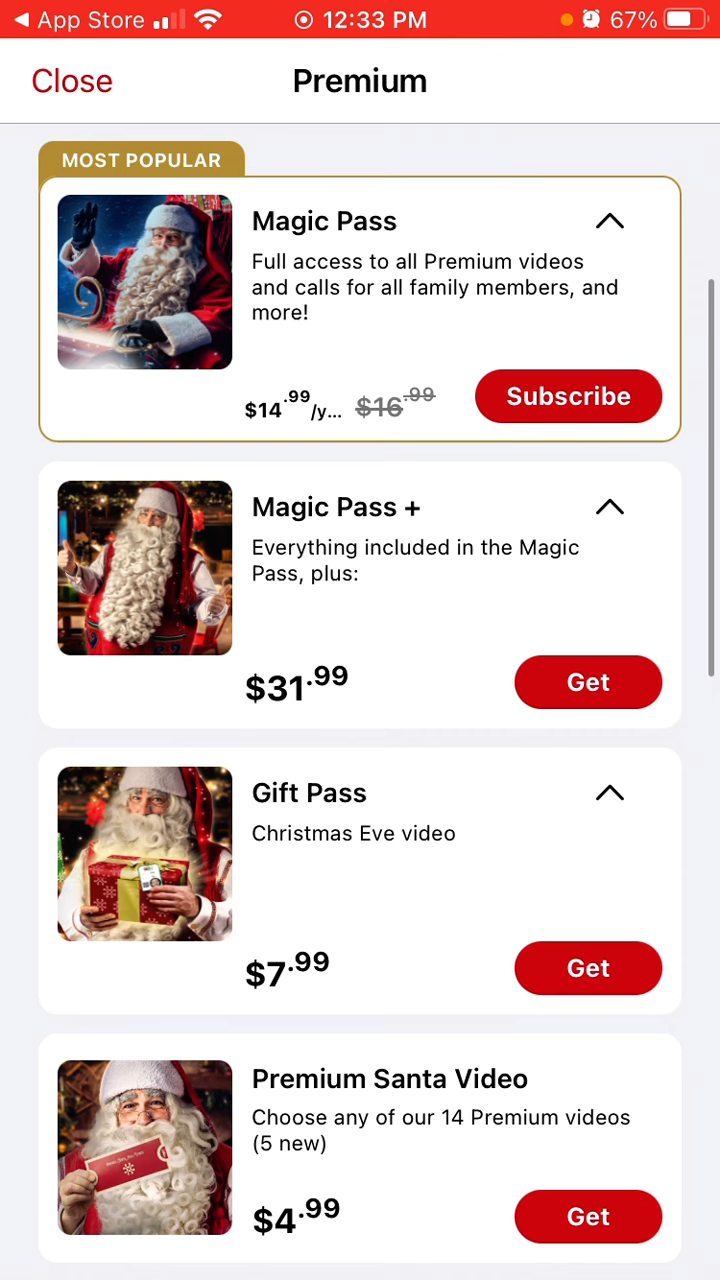 App Store
12:33 PM
67%
Close
Premium
MOST POPULAR
Magic Pass
Full access to all Premium videos
and calls for all family members, and
more!
$14.99/y... $16.99
Subscribe
Magic Pass +
Everything included in the Magic
Pass, plus:
$31.99
Get
Gift Pass
Christmas Eve video
$7.99
Get
Premium Santa Video
Choose any of our 14 Premium videos
(5 new)
$4.99
Get